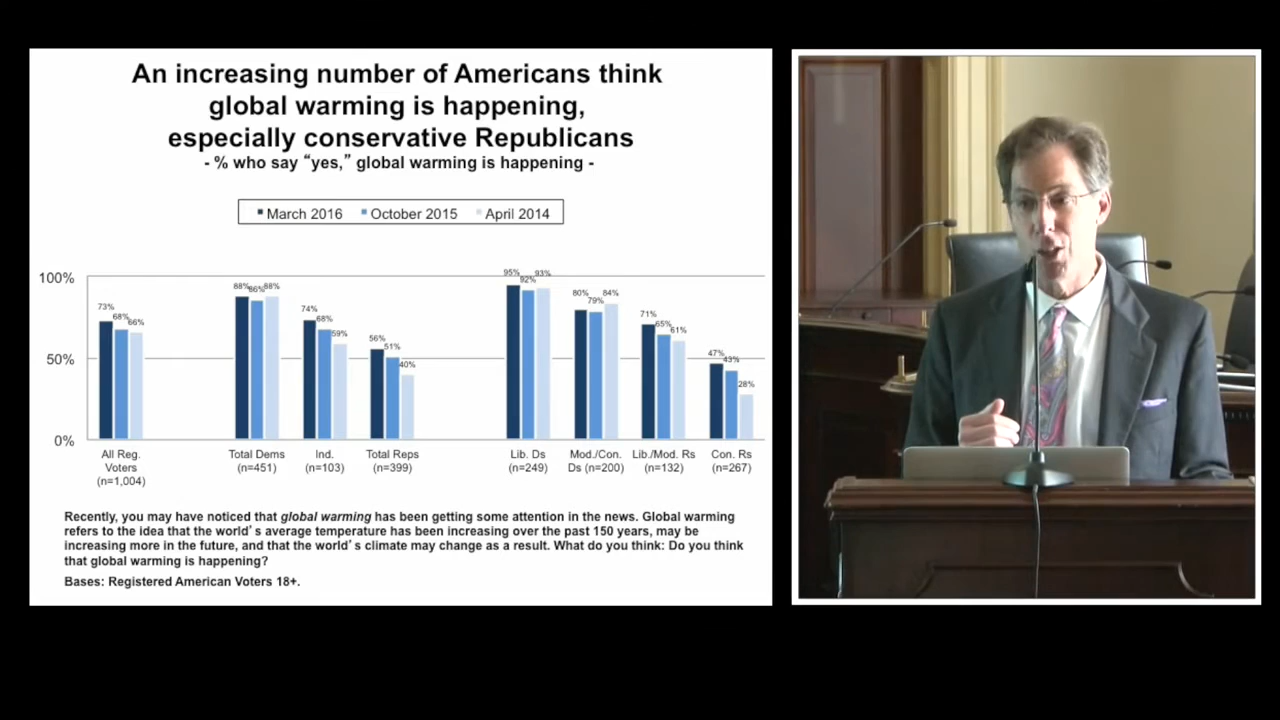 An increasing number of Americans think
global warming is happening,
especially conservative Republicans
- % who say “yes,” global warming is happening -
March 2016 October 2015 April 2014
100%
50%
0%
73% 68% 66%
88% 86% 88%
74% 68% 59%
56% 51% 40%
95% 92% 93%
80% 79% 84%
71% 65% 61%
47% 43% 28%
All Reg.
Voters
(n=1,004)
Total Dems
(n=451)
Ind.
(n=103)
Total Reps
(n=399)
Lib. Ds
(n=249)
Mod./Con.
Ds (n=200)
Lib./Mod. Rs
(n=132)
Con. Rs
(n=267)
Recently, you may have noticed that global warming has been getting some attention in the news. Global warming
refers to the idea that the world’s average temperature has been increasing over the past 150 years, may be
increasing more in the future, and that the world’s climate may change as a result. What do you think: Do you think
that global warming is happening?
Bases: Registered American Voters 18+.